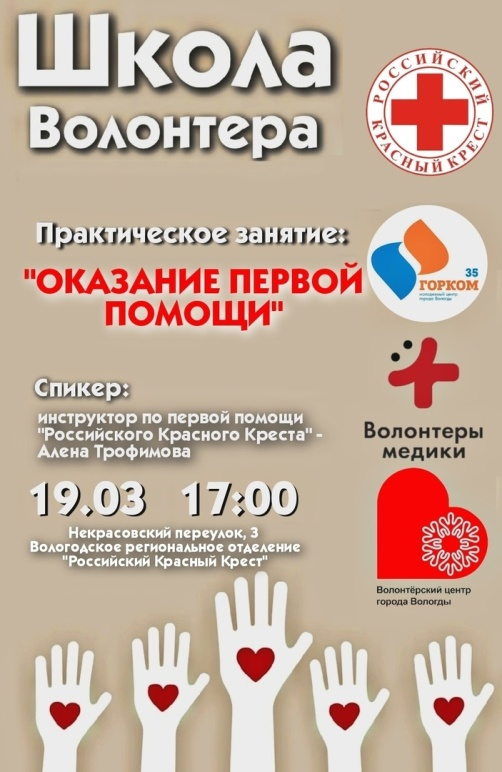 Школа
Волонтера
РОССИЙСКИЙ
КРАСНЫЙ КРЕСТ
Практическое занятие:
"ОКАЗАНИЕ ПЕРВОЙ
ПОМОЩИ"
35
ГОРКОМ
молодежный центр
города Вологды
Спикер:
инструктор по первой помощи
"Российского Красного Креста" -
Алена Трофимова
Волонтеры
медики
19.03 17:00
Некрасовский переулок, 3
Вологодское региональное отделение
"Российский Красный Крест"
Волонтёрский центр
города Вологды